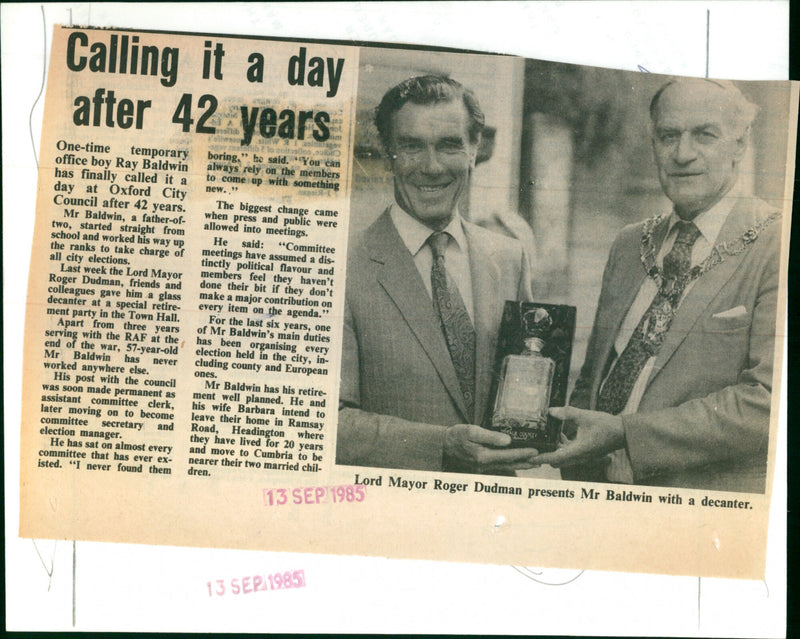 Calling it a day
after 42 years
One-time temporary
office boy Ray Baldwin
has finally called it a
day at Oxford City
Council after 42 years.
Mr Baldwin, a father-of-
two, started straight from
school and worked his way up
the ranks to take charge of
all city elections.
Last week the Lord Mayor
Roger Dudman, friends and
colleagues gave him a glass
decanter at a special retire-
ment party in the Town Hall.
Apart from three years
serving with the RAF at the
end of the war, 57-year-old
Mr Baldwin has never
worked anywhere else.
His post with the council
was soon made permanent as
assistant committee clerk,
later moving on to become
committee secretary and
election manager.
He has sat on almost every
committee that has ever ex-
isted. "I never found them
boring," he said. "You can
always rely on the members
to come up with something
new. ."
The biggest change came
when press and public were
allowed into meetings.
He said: "Committee
meetings have assumed a dis-
tinctly political flavour and
members feel they haven't
done their bit if they don't
make a major contribution on
every item on the agenda."
For the last six years, one
of Mr Baldwin's main duties
has been organising every
election held in the city, in-
cluding county and European
ones.
Mr Baldwin has his retire-
ment well planned. He and
his wife Barbara intend to
leave their home in Ramsay
Road, Headington where
they have lived for 20 years
and move to Cumbria to be
nearer their two married chil-
dren.
Lord Mayor Roger Dudman presents Mr Baldwin with a decanter.
13 SEP 1985
13 SEP 1985